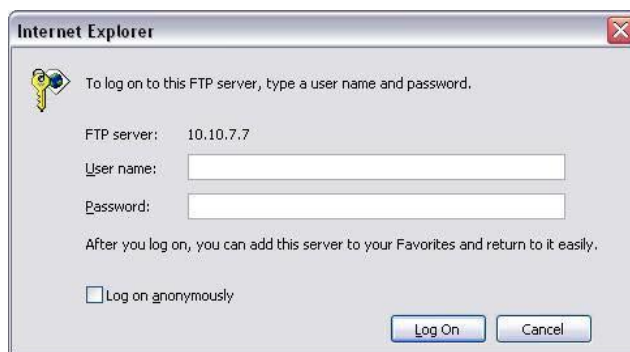 Internet Explorer
To log on to this FTP server, type a user name and password.
FTP server: 10.10.7.7
User name:
Password:
After you log on, you can add this server to your Favorites and return to it easily.
Log on anonymously
Log On Cancel